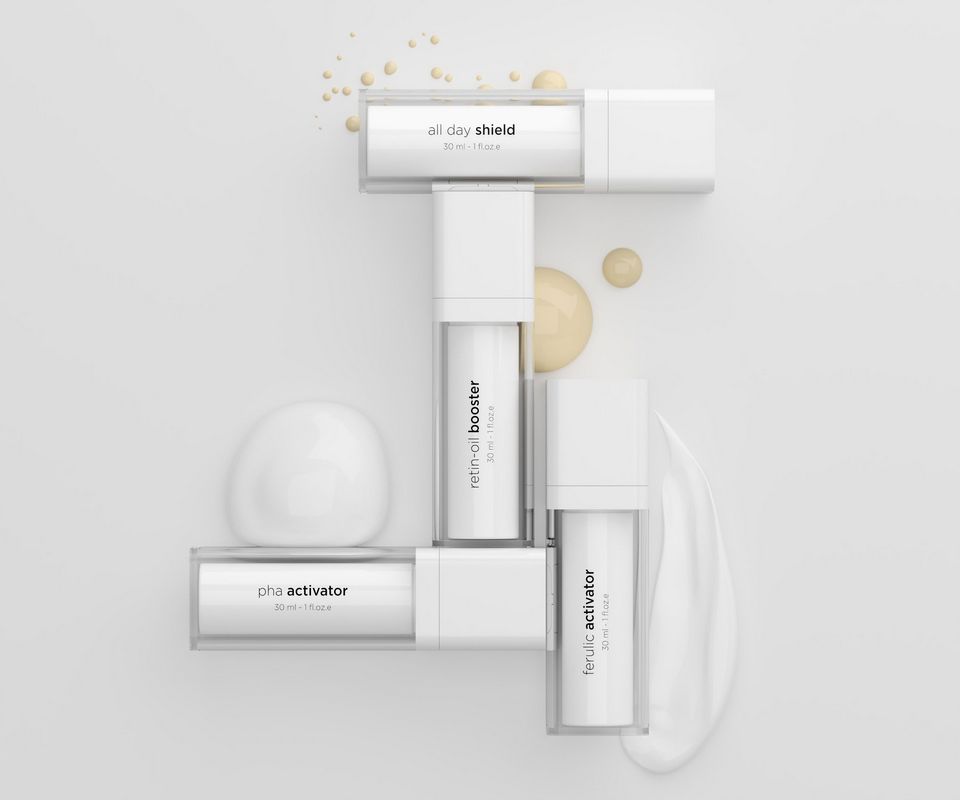 all day shield
30 ml - 1 fl.oz.e
retin-oil booster
30 ml - 1 fl.oz.e
pha activator
30 ml - 1 fl.oz.e
ferulic activator
30 ml - 1 fl.oz.e